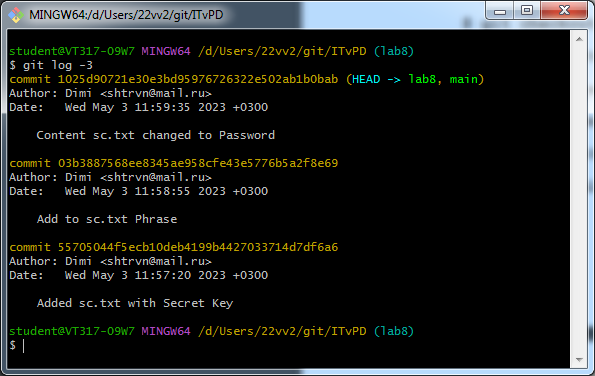 MINGW64:/d/Users/22vv2/git/ITvPD
student@VT317-09W7 MINGW64 /d/Users/22vv2/git/ITvPD (lab8)
$ git log -3
commit 1025d90721e30e3bd95976726322e502ab1b0bab (HEAD -> lab8, main)
Author: Dimi <shtrvn@mail.ru>
Date:   Wed May 3 11:59:35 2023 +0300
    Content sc.txt changed to Password
commit 03b3887568ee8345ae958cfe43e5776b5a2f8e69
Author: Dimi <shtrvn@mail.ru>
Date:   Wed May 3 11:58:55 2023 +0300
    Add to sc.txt Phrase
commit 55705044f5ecb10deb4199b4427033714d7df6a6
Author: Dimi <shtrvn@mail.ru>
Date:   Wed May 3 11:57:20 2023 +0300
    Added sc.txt with Secret Key
student@VT317-09W7 MINGW64 /d/Users/22vv2/git/ITvPD (lab8)
$